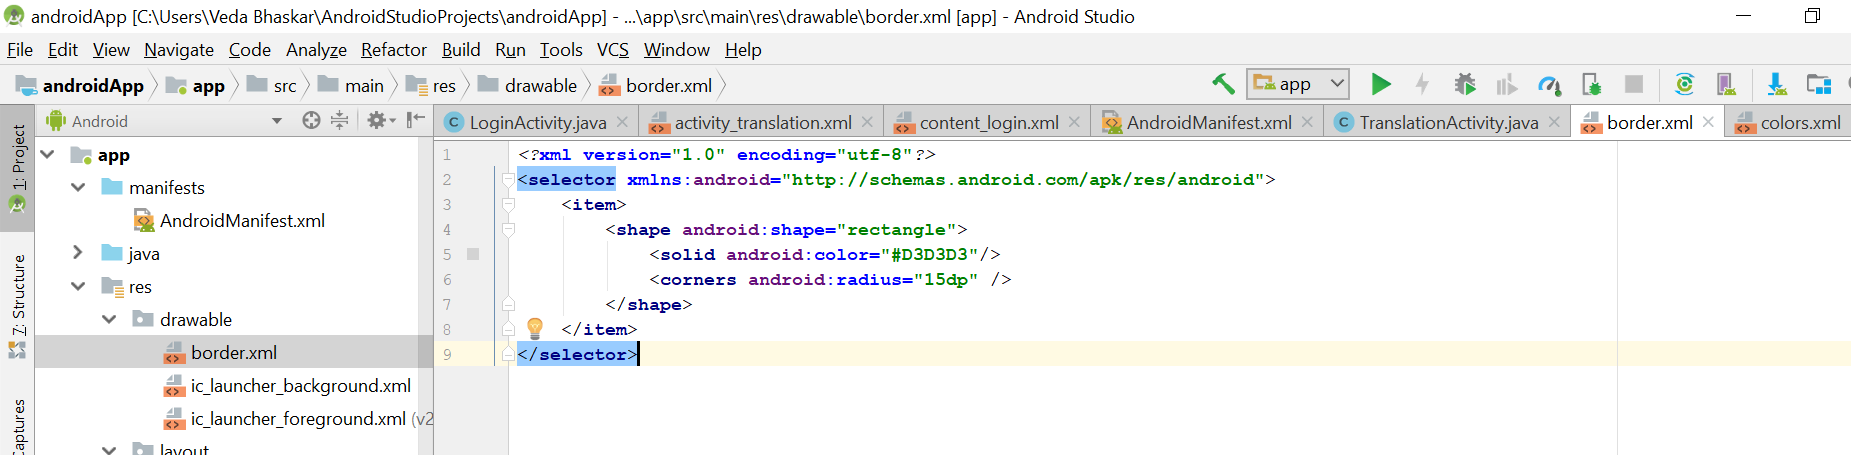 androidApp [C:\Users\Veda Bhaskar\AndroidStudioProjects\androidApp] - ...\app\src\main\res\drawable\border.xml [app] - Android Studio
File Edit View Navigate Code Analyze Refactor Build Run Tools VCS Window Help
androidApp app src main res drawable border.xml app
Android LoginActivity.java activity_translation.xml content_login.xml AndroidManifest.xml TranslationActivity.java border.xml colors.xml
1: Project
7: Structure
Captures
app
manifests
AndroidManifest.xml
java
res
drawable
border.xml
ic_launcher_background.xml
ic_launcher_foreground.xml (v2
layout
1 <?xml version="1.0" encoding="utf-8"?>
2 <selector xmlns:android="http://schemas.android.com/apk/res/android">
3 <item>
4 <shape android:shape="rectangle">
5 <solid android:color="#D3D3D3"/>
6 <corners android:radius="15dp" />
7 </shape>
8 </item>
9 </selector>